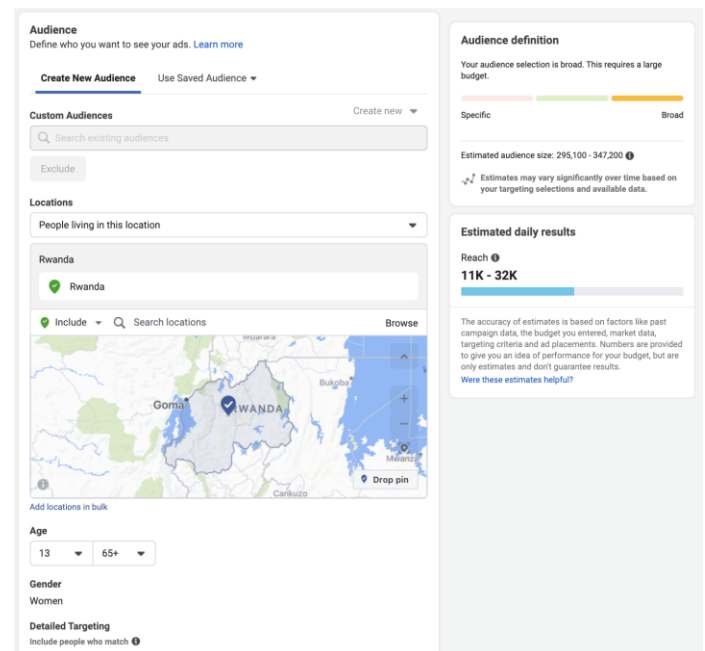 Audience
Define who you want to see your ads. Learn more
Create New Audience
Use Saved Audience
Custom Audiences
Create new
Search existing audiences
Exclude
Locations
People living in this location
Rwanda
Rwanda
Include
Search locations
Browse
Bukoba
Goma
RWANDA
Mwanza
Drop pin
Cankuzo
Add locations in bulk
Age
13
65+
Gender
Women
Detailed Targeting
Include people who match
Audience definition
Your audience selection is broad. This requires a large
budget.
Specific
Broad
Estimated audience size: 295,100 - 347,200
Estimates may vary significantly over time based on
your targeting selections and available data.
Estimated daily results
Reach
11K - 32K
The accuracy of estimates is based on factors like past
campaign data, the budget you entered, market data,
targeting criteria and ad placements. Numbers are provided
to give you an idea of performance for your budget, but are
only estimates and don't guarantee results.
Were these estimates helpful?